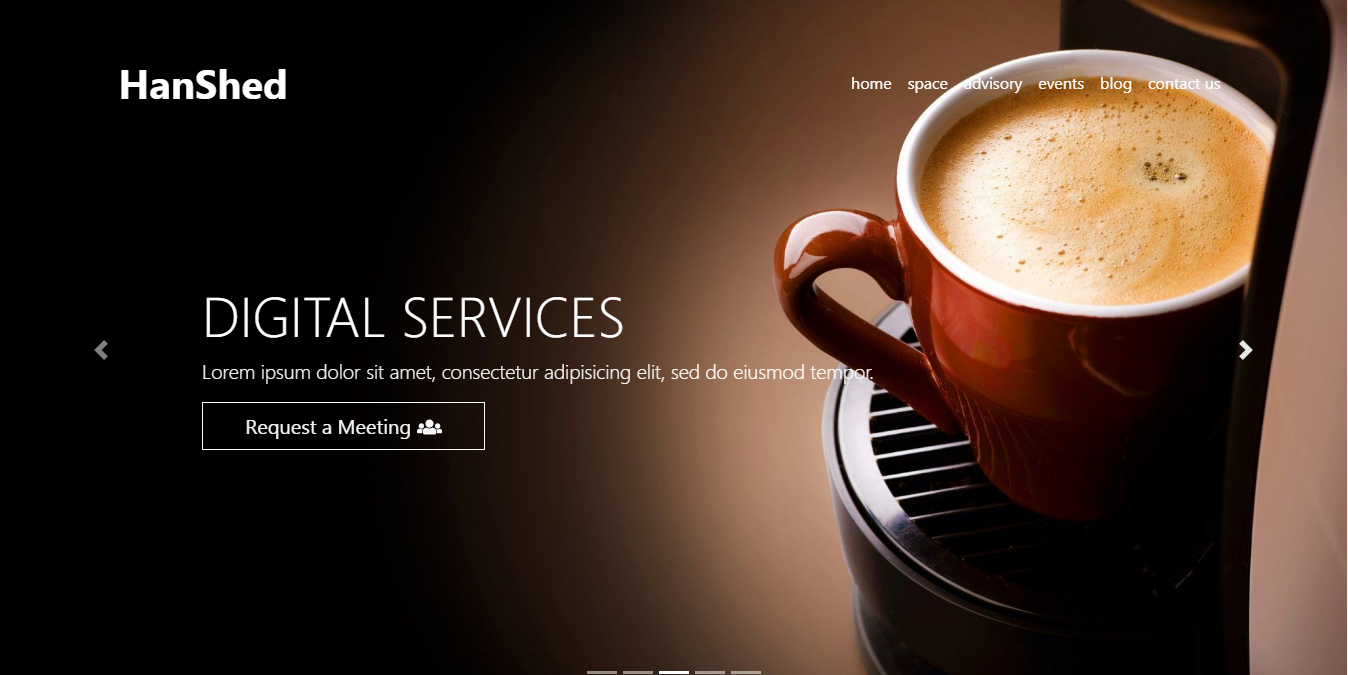 HanShed
home space advisory events blog contact us
DIGITAL SERVICES
Lorem ipsum dolor sit amet, consectetur adipisicing elit, sed do eiusmod tempor.
Request a Meeting